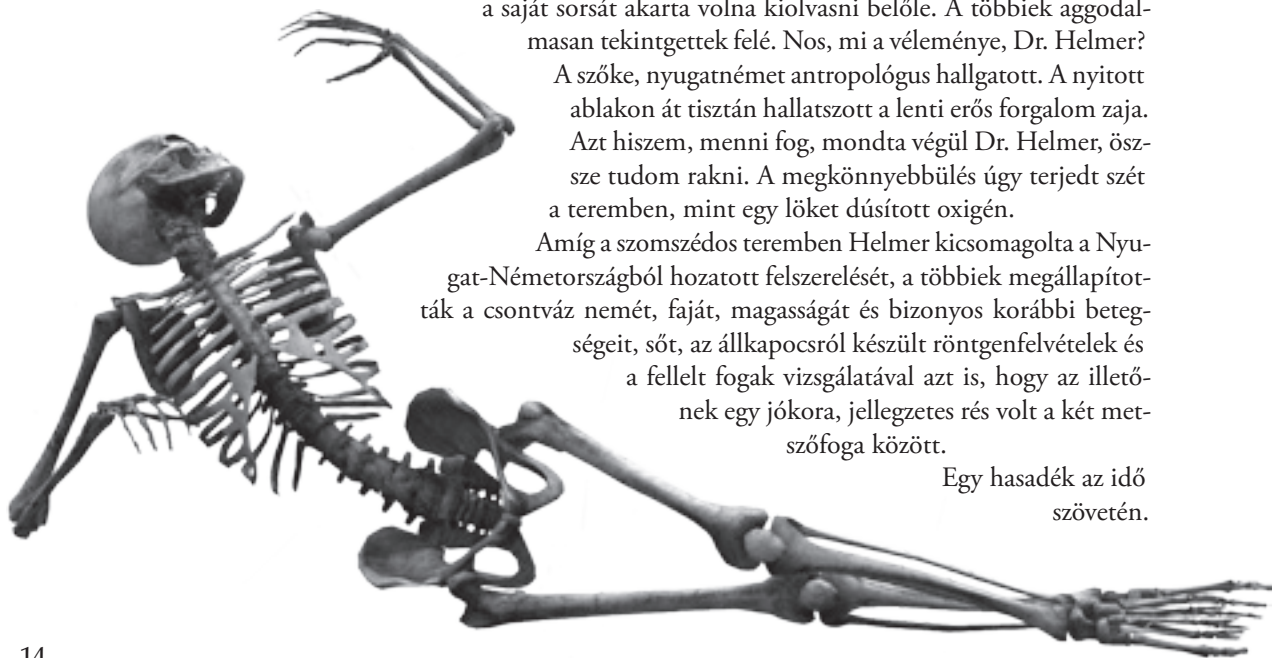 a saját sorsát akarta volna kiolvasni belőle. A többiek aggodal-
masan tekintgettek felé. Nos, mi a véleménye, Dr. Helmer?
A szőke, nyugatnémet antropológus hallgatott. A nyitott
ablakon át tisztán hallatszott a lenti erős forgalom zaja.
Azt hiszem, menni fog, mondta végül Dr. Helmer, ösz-
sze tudom rakni. A megkönnyebbülés úgy terjedt szét
a teremben, mint egy löket dúsított oxigén.
Amíg a szomszédos teremben Helmer kicsomagolta a Nyu-
gat-Németországból hozatott felszerelését, a többiek megállapítot-
ták a csontváz nemét, faját, magasságát és bizonyos korábbi beteg-
ségeit, sőt, az állkapocsról készült röntgenfelvételek és
a fellelt fogak vizsgálatával azt is, hogy az illető-
nek egy jókora, jellegzetes rés volt a két met-
szőfoga között.
Egy hasadék az idő
szövetén.
14